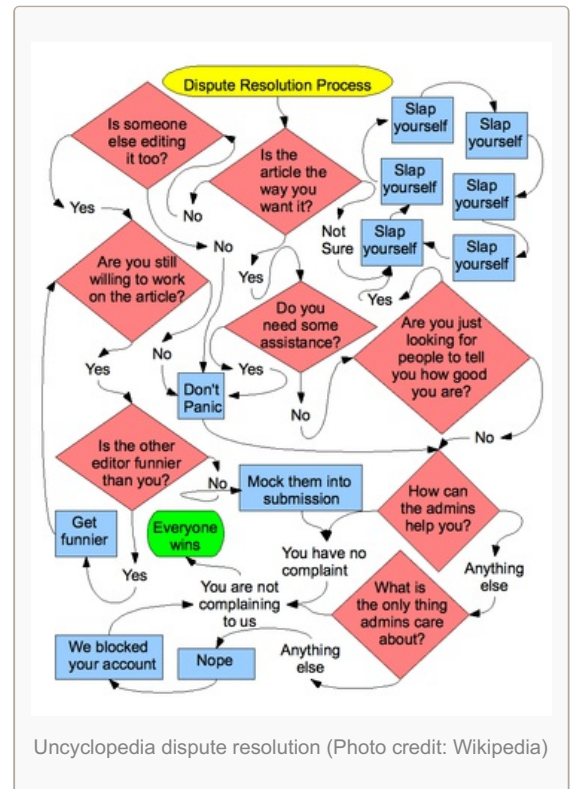 Dispute Resolution Process
Is someone
else editing
it too?
Is the
article the
way you
want it?
Slap
yourself
Slap
yourself
Slap
yourself
Slap
yourself
Slap
yourself
Slap
yourself
Yes
No
No
Not
Sure
Yes
Yes
Are you still
willing to work
on the article?
Do you
need some
assistance?
Are you just
looking for
people to tell
you how good
you are?
Yes
No
Yes
Don't
Panic
No
No
Is the other
editor funnier
than you?
No
Mock them into
submission
How can
the admins
help you?
Get
funnier
Everyone
wins
Yes
You have no
complaint
Anything
else
You are not
complaining
to us
What is
the only thing
admins care
about?
We blocked
your account
Nope
Anything
else
Uncyclopedia dispute resolution (Photo credit: Wikipedia)